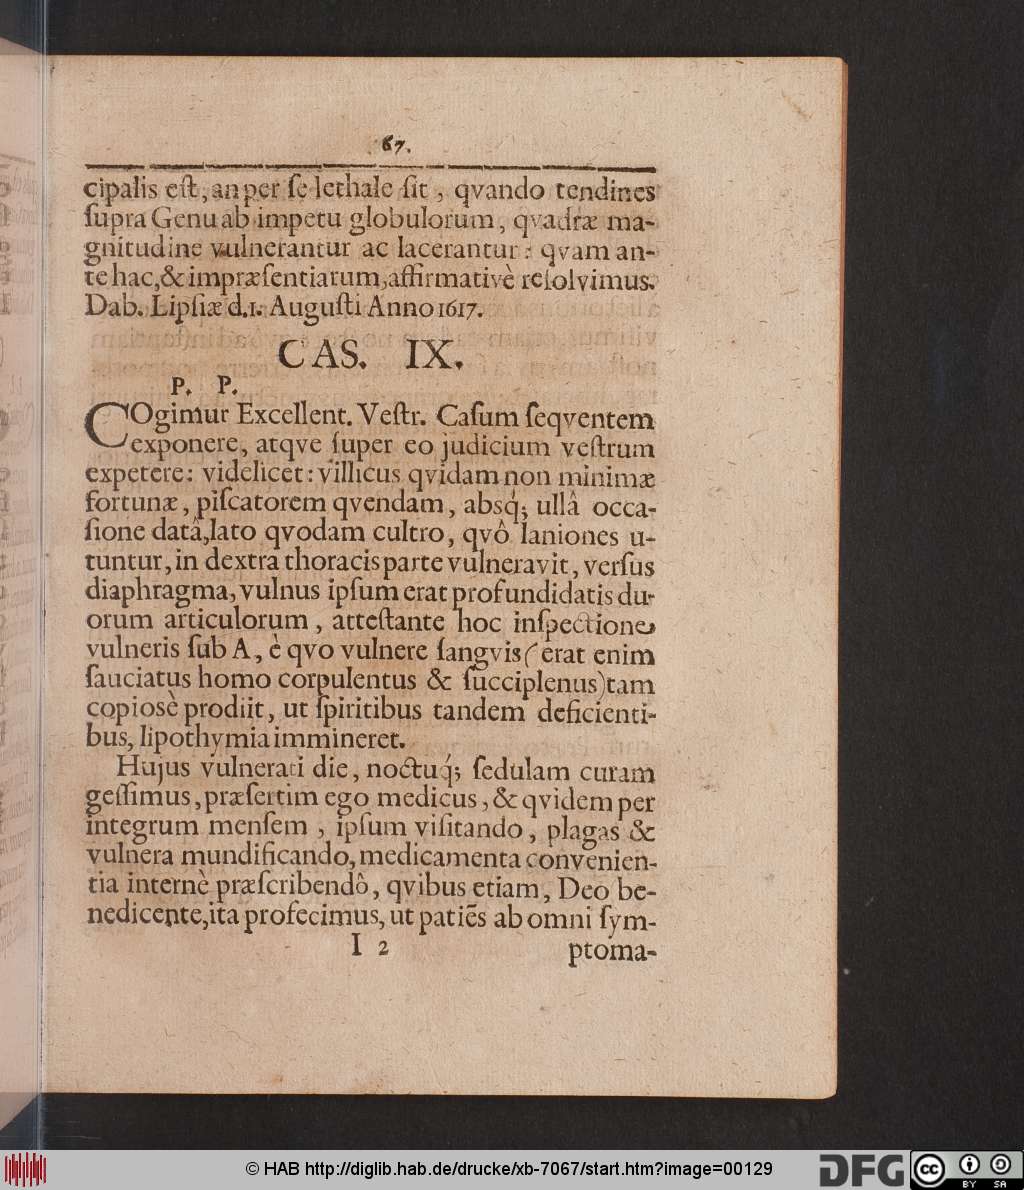 67.
cipalis eſt, an per ſe lethale ſit, qvando tendines
ſupra Genu ab impetu globulorum, qvadræ ma-
gnitudine vulnerantur ac lacerantur: qvam an-
te hac, & impræſentiarum, affirmativè reſolvimus.
Dab. Lipſiæ d. 1. Auguſti Anno 1617.
CAS. IX.
P. P.
COgimur Excellent. Veſtr. Caſum ſeqventem
exponere, atqve ſuper eo judicium veſtrum
expetere: videlicet: villicus qvidam non minimæ
fortunæ, piſcatorem qvendam, absq́; ullâ occa-
ſione datâ, lato qvodam cultro, qvô laniones u-
tuntur, in dextra thoracis parte vulneravit, verſus
diaphragma, vulnus ipſum erat profundidatis du-
orum articulorum, atteſtante hoc inſpectione
vulneris ſub A, è qvo vulnere ſangvis (erat enim
ſauciatus homo corpulentus & ſucciplenus) tam
copiosè prodiit, ut ſpiritibus tandem deficienti-
bus, lipothymia immineret.
Hujus vulnerati die, noctuq́; ſedulam curam
geſſimus, præſertim ego medicus, & qvidem per
integrum menſem, ipſum viſitando, plagas &
vulnera mundificando, medicamenta convenien-
tia internè præſcribendô, qvibus etiam, Deo be-
nedicente, ita profecimus, ut patiẽs ab omni ſym-
I 2 ptoma-
© HAB http://diglib.hab.de/drucke/xb-7067/start.htm?image=00129
DFG cc BY SA